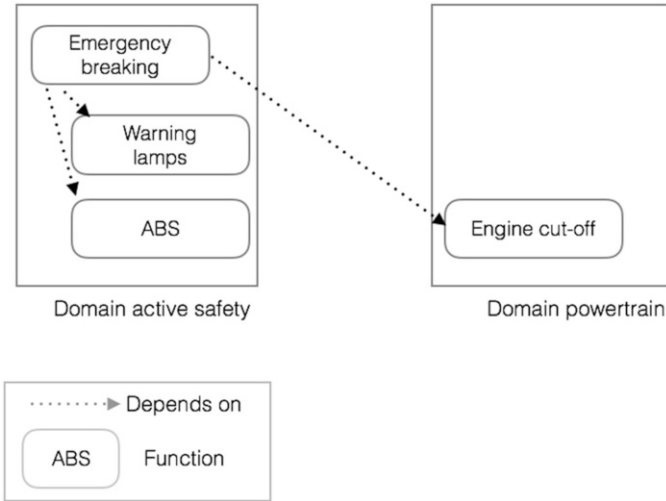 Emergency
breaking
Warning
lamps
ABS
Engine cut-off
Domain active safety
Domain powertrain
Depends on
ABS
Function